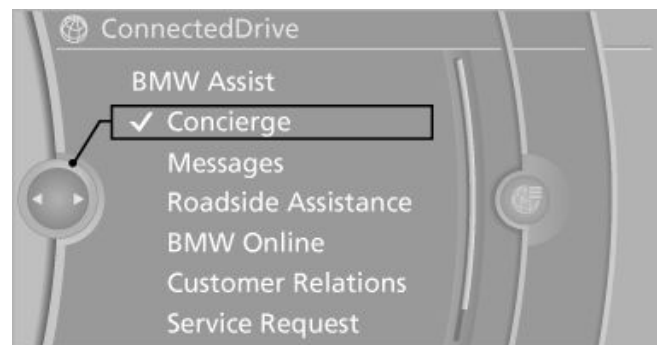 ConnectedDrive
BMW Assist
Concierge
Messages
Roadside Assistance
BMW Online
Customer Relations
Service Request